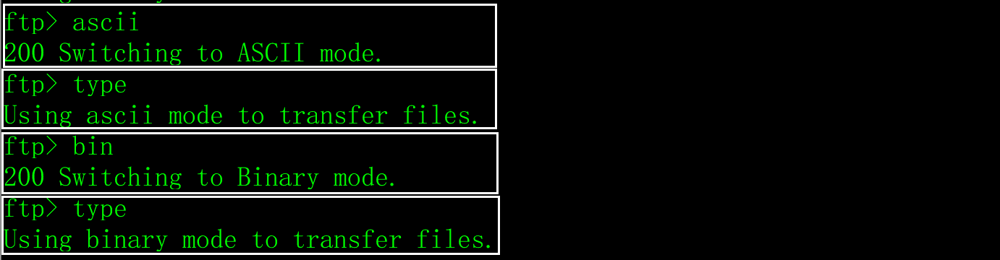 ftp> ascii
200 Switching to ASCII mode.
ftp> type
Using ascii mode to transfer files.
ftp> bin
200 Switching to Binary mode.
ftp> type
Using binary mode to transfer files.